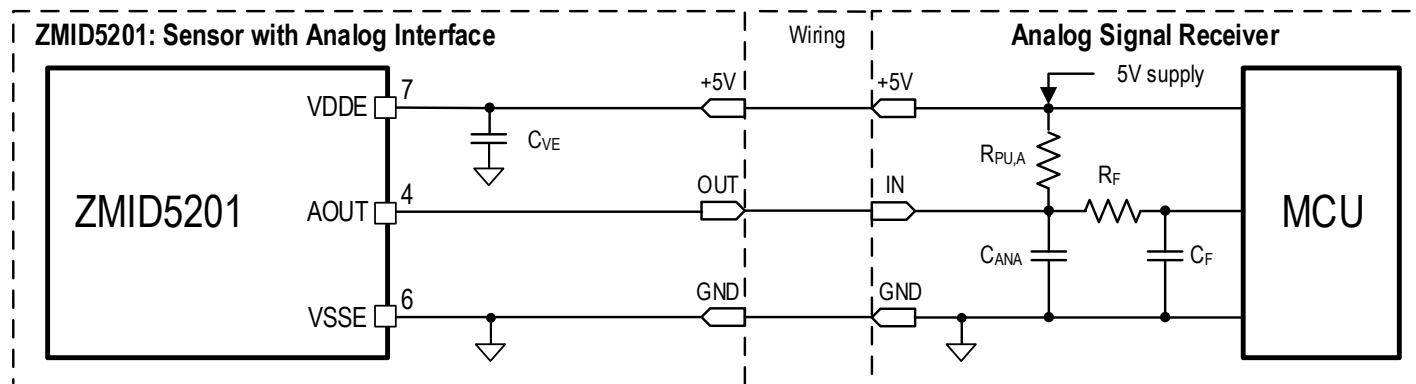 ZMID5201: Sensor with Analog Interface
Wiring
Analog Signal Receiver
7
VDDE
+5V
+5V
5V supply
CVE
RPU,A
RF
ZMID5201
4
AOUT
OUT
IN
MCU
CANA
CF
6
VSSE
GND
GND